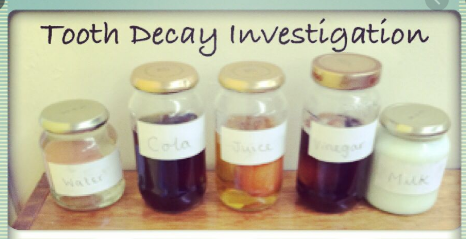 Tooth Decay Investigation
Water
Cola
Juice
Vinegar
Milk